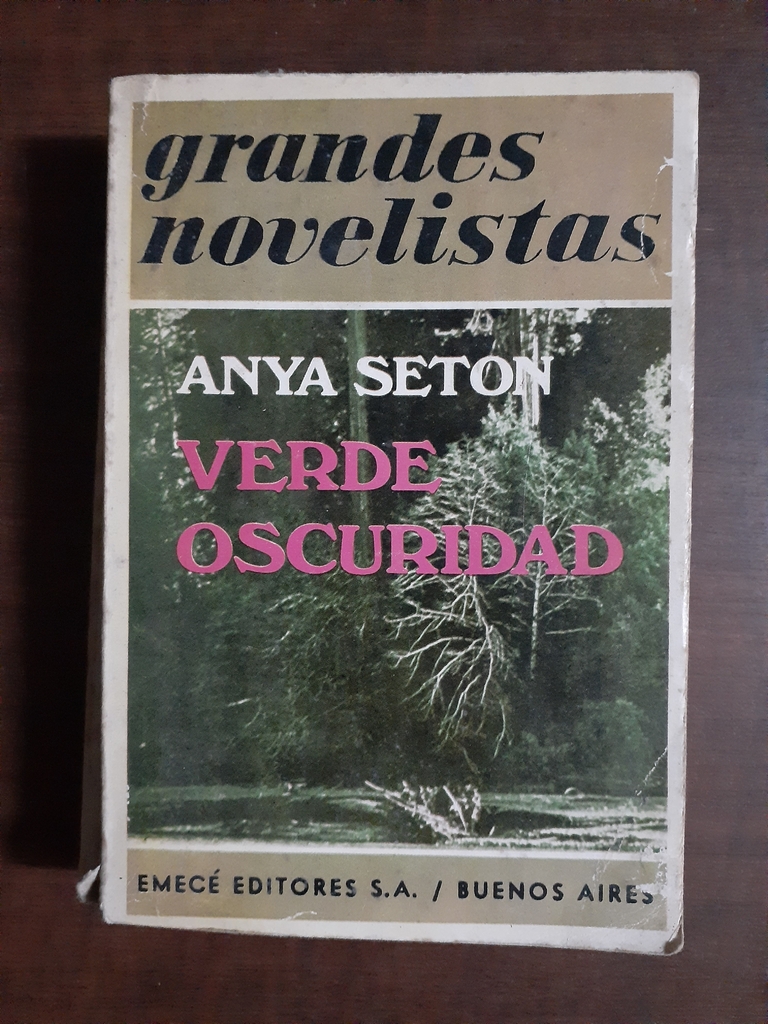 grandes
novelistas
ANYA SETON
VERDE
OSCURIDAD
EMECÉ EDITORES S.A. / BUENOS AIRES